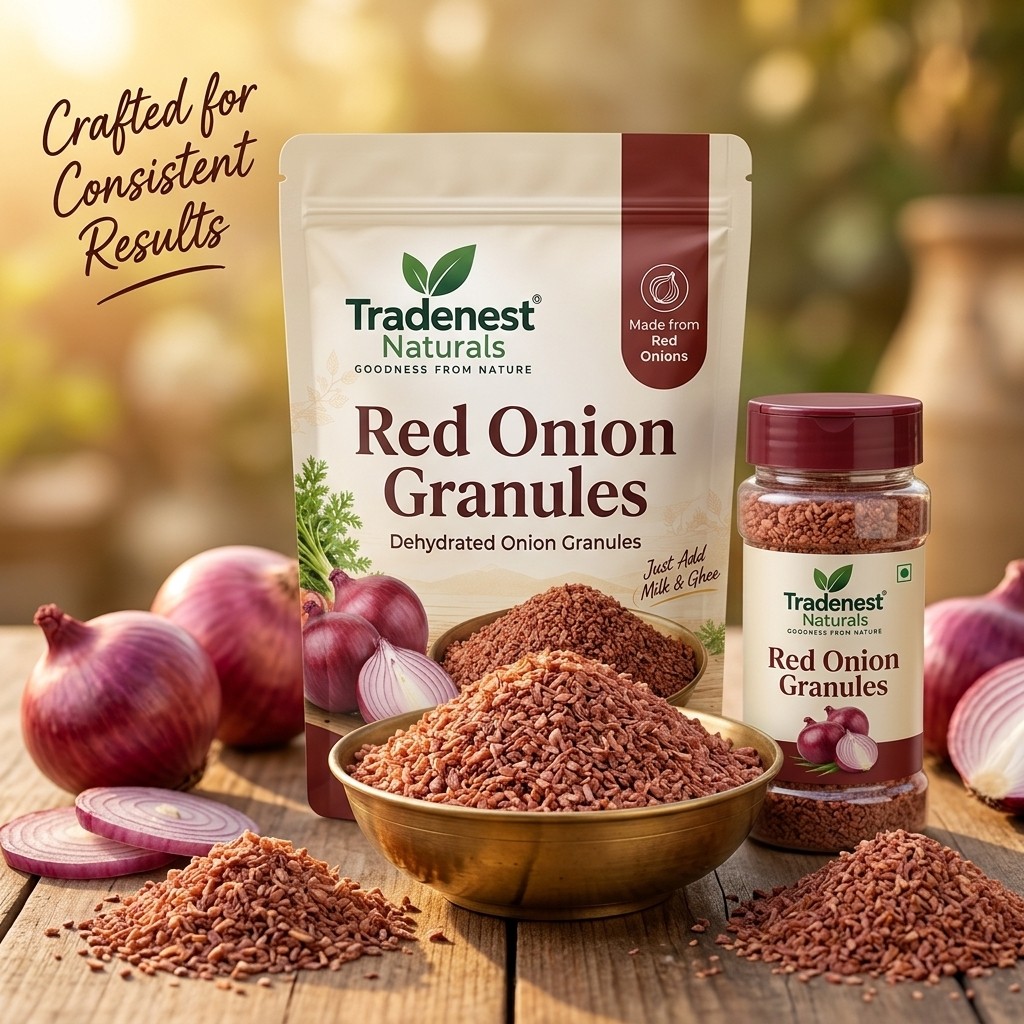 Crafted for
Consistent
Results
Tradenest®
Naturals
GOODNESS FROM NATURE
Made from
Red
Onions
Red Onion
Granules
Dehydrated Onion Granules
Just Add
Milk & Ghee
Tradenest®
Naturals
GOODNESS FROM NATURE
Red Onion
Granules